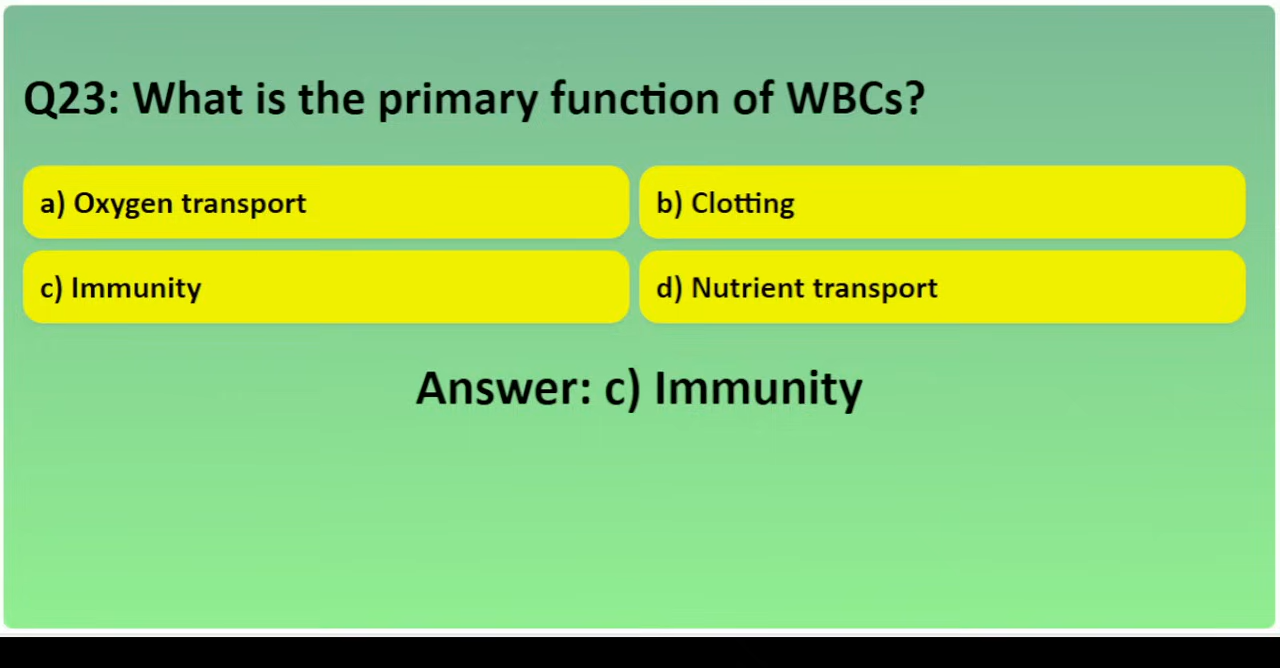 Q23: What is the primary function of WBCs?
a) Oxygen transport
b) Clotting
c) Immunity
d) Nutrient transport
Answer: c) Immunity